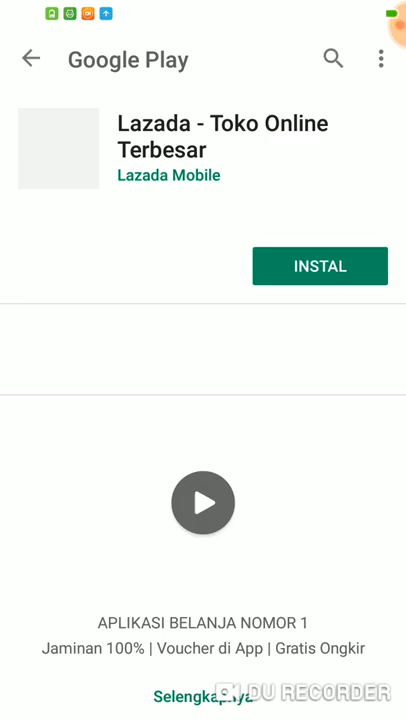 Google Play
Lazada - Toko Online
Terbesar
Lazada Mobile
INSTAL
APLIKASI BELANJA NOMOR 1
Jaminan 100% | Voucher di App | Gratis Ongkir
Selengkapnya
DU RECORDER